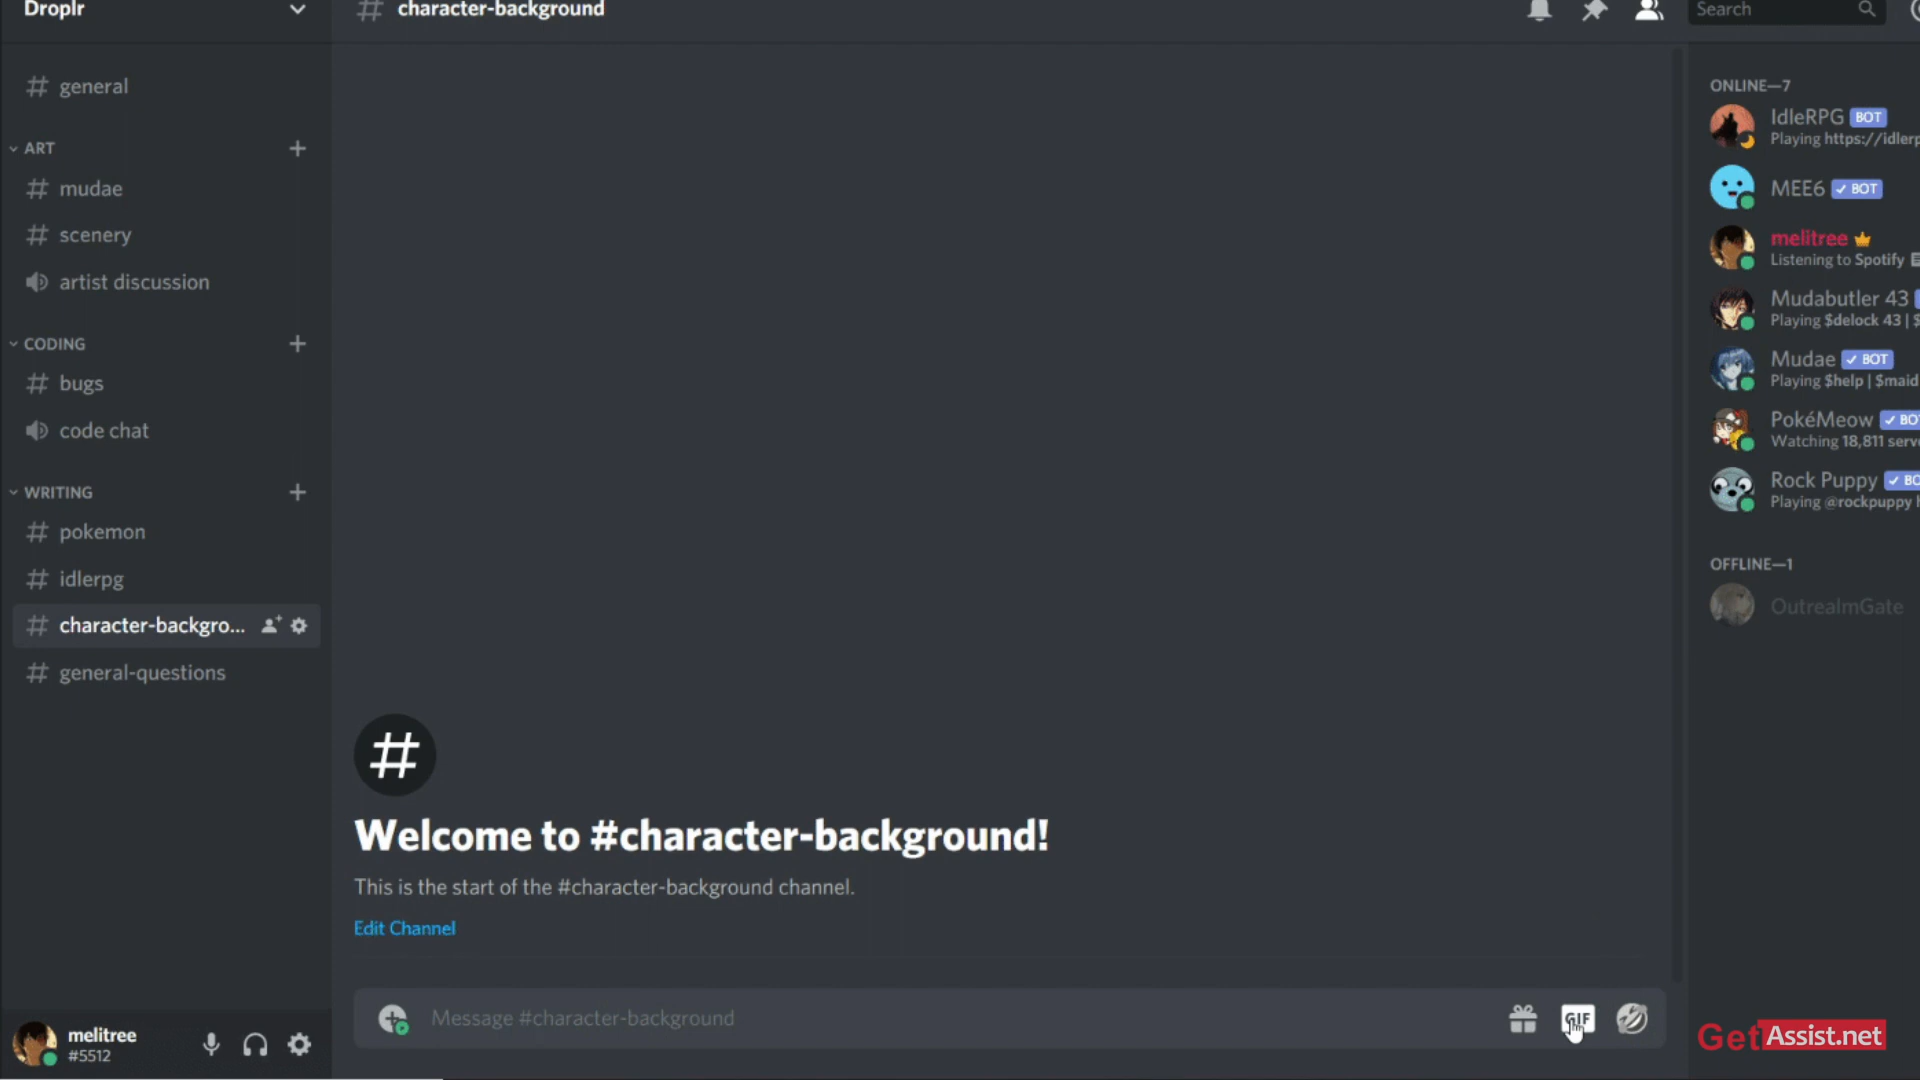 Droplr
# character-background
Search
# general
ART
# mudae
# scenery
artist discussion
CODING
# bugs
code chat
WRITING
# pokemon
# idlerpg
# character-backgro...
# general-questions
#
Welcome to #character-background!
This is the start of the #character-background channel.
Edit Channel
Message #character-background
GIF
melitree
#5512
ONLINE—7
IdleRPG BOT
Playing https://idlerp
MEE6 ✓ BOT
melitree
Listening to Spotify
Mudabutler 43
Playing $delock 43 | $
Mudae ✓ BOT
Playing $help | $maid
PokéMeow ✓ BO
Watching 18,811 serve
Rock Puppy ✓ BO
Playing @rockpuppy h
OFFLINE—1
OutrealmGate
GetAssist.net